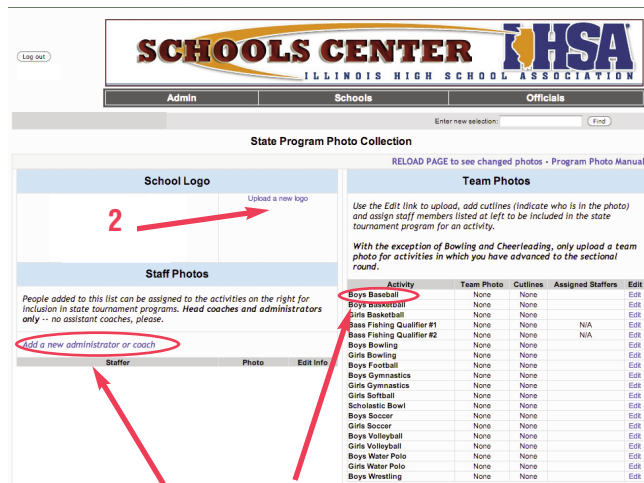 Log out
SCHOOLS CENTER
IHSA
ILLINOIS HIGH SCHOOL ASSOCIATION
Admin Schools Officials
Enter new selection: Find
State Program Photo Collection
RELOAD PAGE to see changed photos - Program Photo Manual
School Logo
2
Upload a new logo
Staff Photos
People added to this list can be assigned to the activities on the right for
inclusion in state tournament programs. Head coaches and administrators
only -- no assistant coaches, please.
Add a new administrator or coach
Staffer Photo Edit Info
Team Photos
Use the Edit link to upload, add cutlines (indicate who is in the photo)
and assign staff members listed at left to be included in the state
tournament program for an activity.
With the exception of Bowling and Cheerleading, only upload a team
photo for activities in which you have advanced to the sectional
round.
Activity Team Photo Cutlines Assigned Staffers Edit
Boys Baseball None None Edit
Boys Basketball None None Edit
Girls Basketball None None Edit
Bass Fishing Qualifier #1 None None N/A Edit
Bass Fishing Qualifier #2 None None N/A Edit
Boys Bowling None None Edit
Girls Bowling None None Edit
Boys Football None None Edit
Boys Gymnastics None None Edit
Girls Gymnastics None None Edit
Girls Softball None None Edit
Scholastic Bowl None None Edit
Boys Soccer None None Edit
Girls Soccer None None Edit
Boys Volleyball None None Edit
Girls Volleyball None None Edit
Boys Water Polo None None Edit
Girls Water Polo None None Edit
Boys Wrestling None None Edit